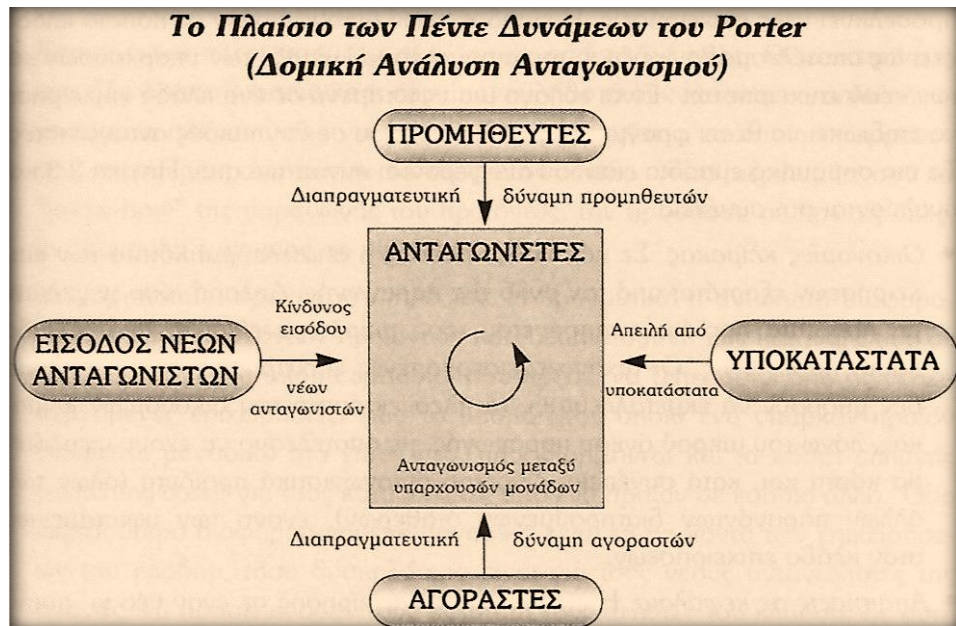 Το Πλαίσιο των Πέντε Δυνάμεων του Porter
(Δομική Ανάλυση Ανταγωνισμού)
ΠΡΟΜΗΘΕΥΤΕΣ
Διαπραγματευτική δύναμη προμηθευτών
ΑΝΤΑΓΩΝΙΣΤΕΣ
Κίνδυνος
εισόδου
ΕΙΣΟΔΟΣ ΝΕΩΝ
ΑΝΤΑΓΩΝΙΣΤΩΝ
νέων
ανταγωνιστών
Απειλή από
υποκατάστατα
ΥΠΟΚΑΤΑΣΤΑΤΑ
Ανταγωνισμός μεταξύ
υπαρχουσών μονάδων
Διαπραγματευτική δύναμη αγοραστών
ΑΓΟΡΑΣΤΕΣ